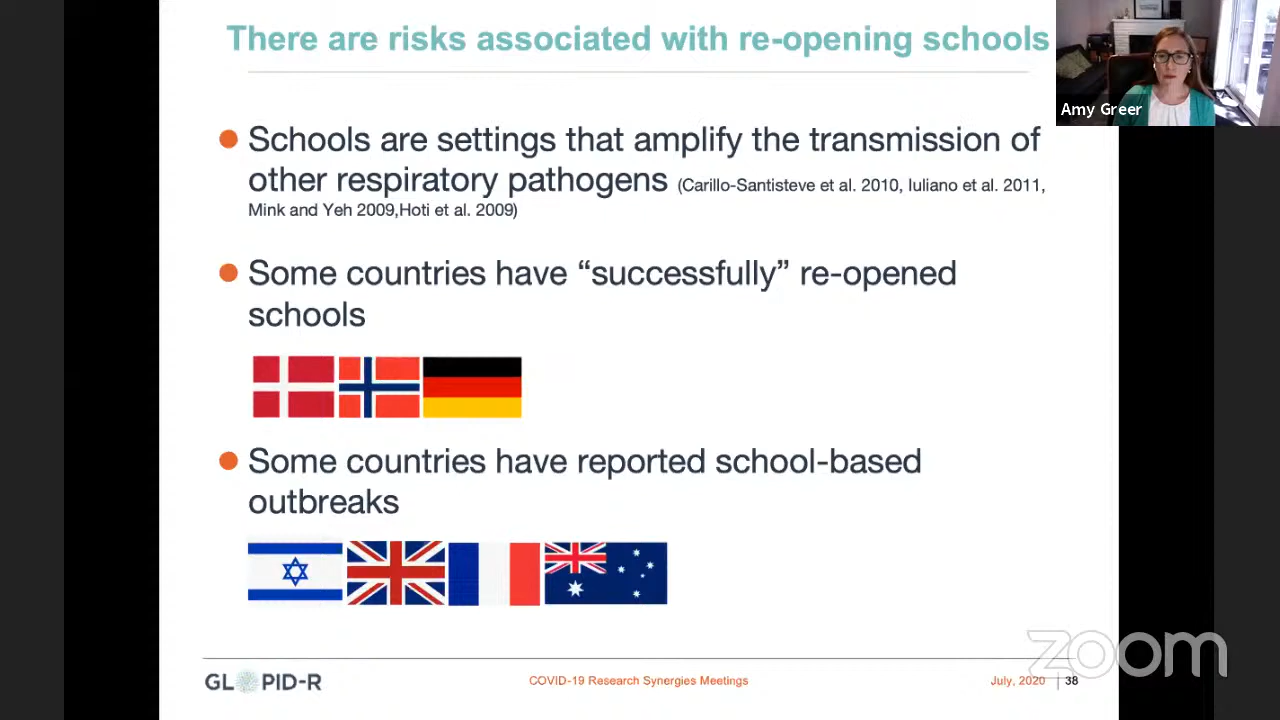 There are risks associated with re-opening schools
Amy Greer
Schools are settings that amplify the transmission of
other respiratory pathogens (Carillo-Santisteve et al. 2010, Iuliano et al. 2011,
Mink and Yeh 2009,Hoti et al. 2009)
Some countries have “successfully” re-opened
schools
Some countries have reported school-based
outbreaks
zoom
GLOPID-R
COVID-19 Research Synergies Meetings
July, 2020
38